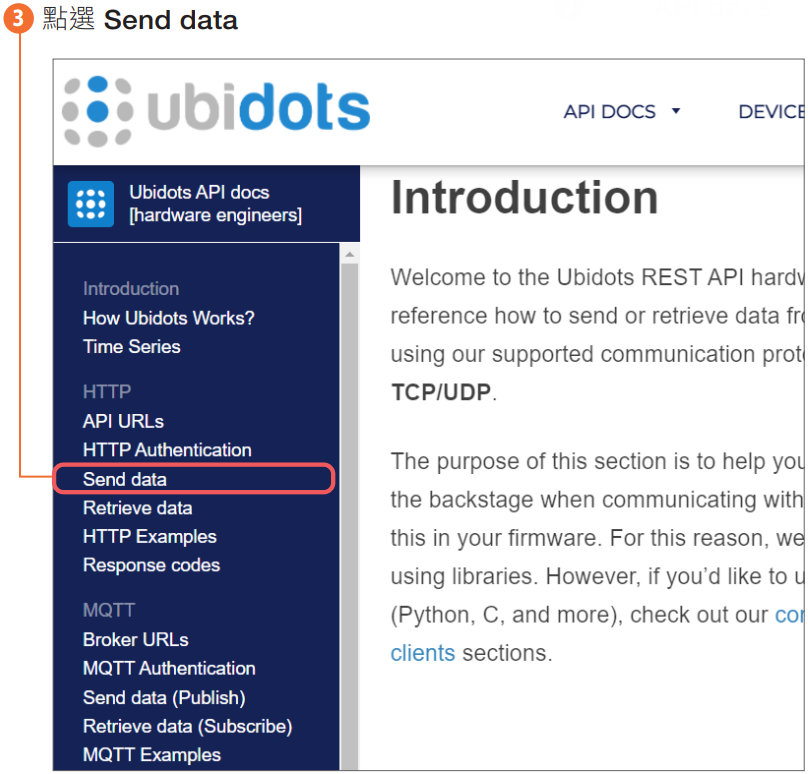 3 點選 Send data
ubidots
API DOCS
Ubidots API docs
[hardware engineers]
Introduction
How Ubidots Works?
Time Series
HTTP
API URLs
HTTP Authentication
Send data
Retrieve data
HTTP Examples
Response codes
MQTT
Broker URLs
MQTT Authentication
Send data (Publish)
Retrieve data (Subscribe)
MQTT Examples
Introduction
Welcome to the Ubidots REST API
reference how to send or retrieve data
using our supported communication
TCP/UDP.
The purpose of this section is to help you
the backstage when communicating with
this in your firmware. For this reason, we
using libraries. However, if you’d like to
(Python, C, and more), check out our
clients sections.